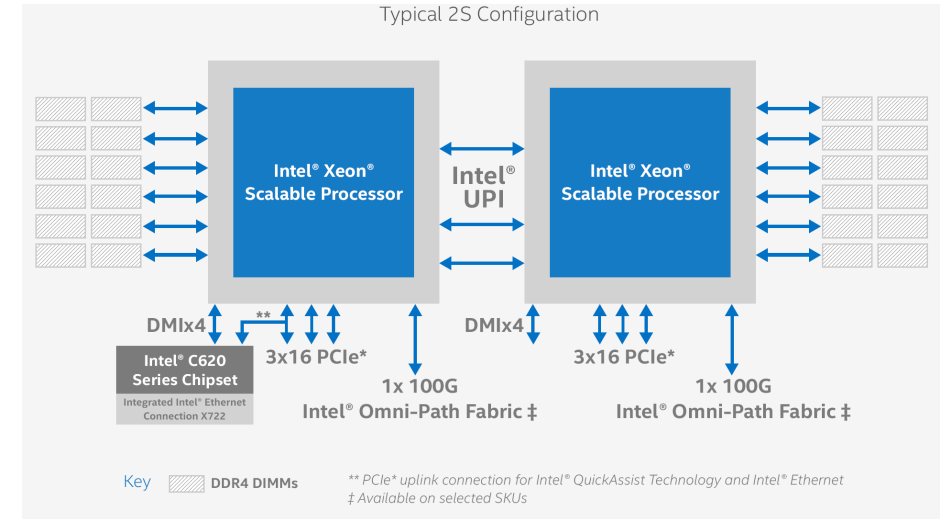 Typical 2S Configuration
Intel® Xeon®
Scalable Processor
Intel®
UPI
Intel® Xeon®
Scalable Processor
DMIx4
**
3x16 PCIe*
DMIx4
3x16 PCIe*
Intel® C620
Series Chipset
Integrated Intel® Ethernet
Connection X722
1x 100G
Intel® Omni-Path Fabric ‡
1x 100G
Intel® Omni-Path Fabric ‡
Key
DDR4 DIMMs
** PCIe* uplink connection for Intel® QuickAssist Technology and Intel® Ethernet
‡ Available on selected SKUs